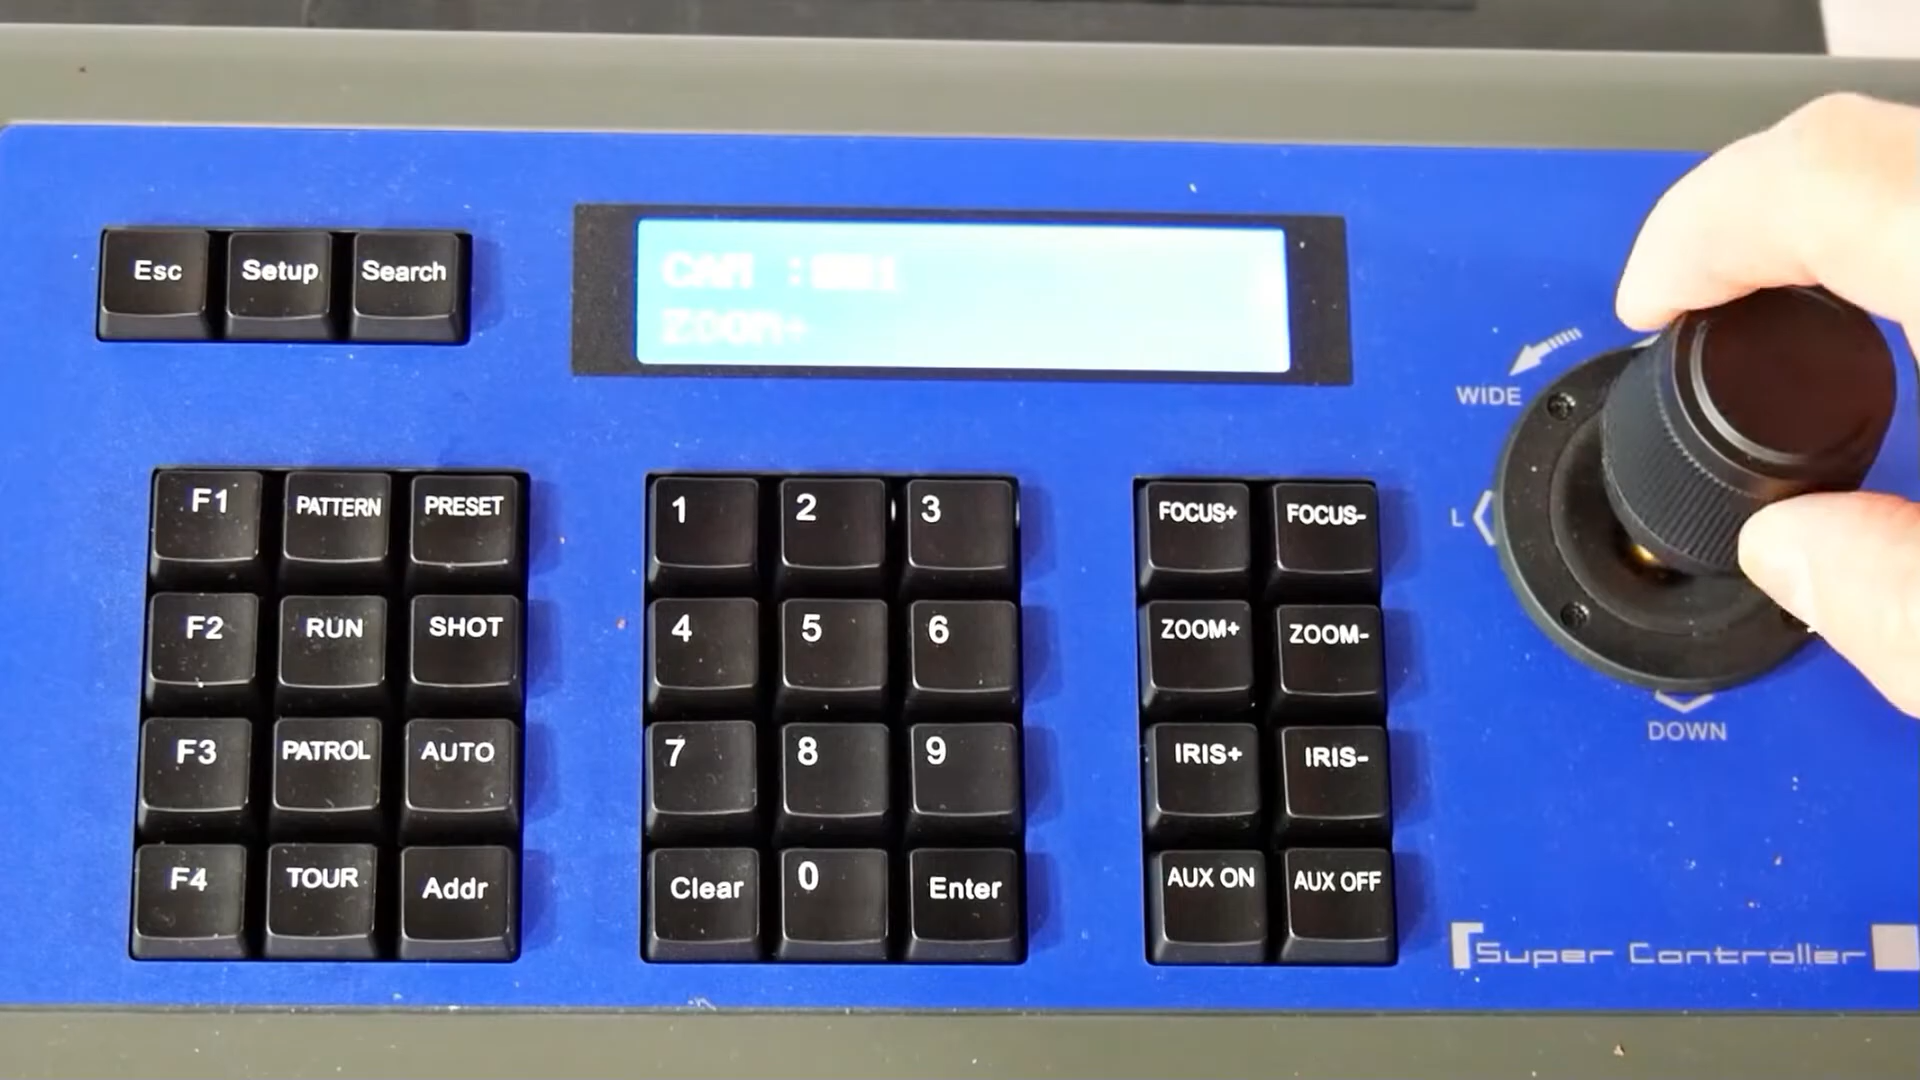 Esc Setup Search
CAM :001
Zoom+
WIDE
L
DOWN
F1 PATTERN PRESET
F2 RUN SHOT
F3 PATROL AUTO
F4 TOUR Addr
1 2 3
4 5 6
7 8 9
Clear 0 Enter
FOCUS+ FOCUS-
ZOOM+ ZOOM-
IRIS+ IRIS-
AUX ON AUX OFF
Super Controller